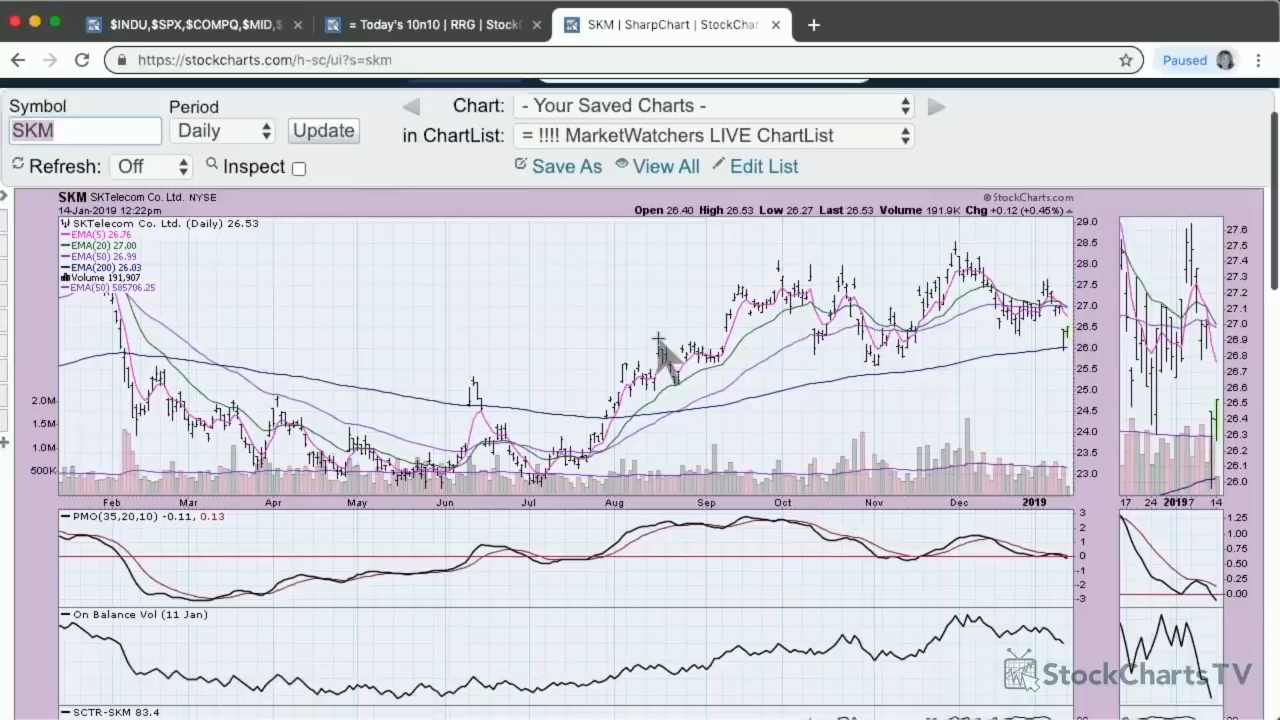 $INDU,$SPX,$COMPQ,$MID,$
= Today's 10n10 | RRG | Stock
SKM | SharpChart | StockChar
https://stockcharts.com/h-sc/ui?s=skm
Paused
Symbol
Period
Chart:
- Your Saved Charts -
SKM
Daily
Update
in ChartList:
= !!!! MarketWatchers LIVE ChartList
Refresh:
Off
Inspect
Save As
View All
Edit List
SKM SKTelecom Co. Ltd. NYSE
© StockCharts.com
14-Jan-2019 12:22pm
Open 26.40 High 26.53 Low 26.27 Last 26.53 Volume 191.9K Chg +0.12 (+0.45%)
SKTelecom Co. Ltd. (Daily) 26.53
EMA(5) 26.76
EMA(20) 27.00
EMA(50) 26.99
EMA(200) 26.03
Volume 191,907
EMA(50) 585706.25
29.0
28.5
28.0
27.5
27.0
26.5
26.0
25.5
25.0
24.5
24.0
23.5
23.0
2.0M
1.5M
1.0M
500K
27.6
27.5
27.4
27.3
27.2
27.1
27.0
26.9
26.8
26.7
26.6
26.5
26.4
26.3
26.2
26.1
26.0
Feb Mar Apr May Jun Jul Aug Sep Oct Nov Dec 2019
17 24 2019 7 14
PMO(35,20,10) -0.11, 0.13
3
2
1
0
-1
-2
-3
1.25
1.00
0.75
0.50
0.25
0.00
On Balance Vol (11 Jan)
StockCharts TV
SCTR-SKM 83.4